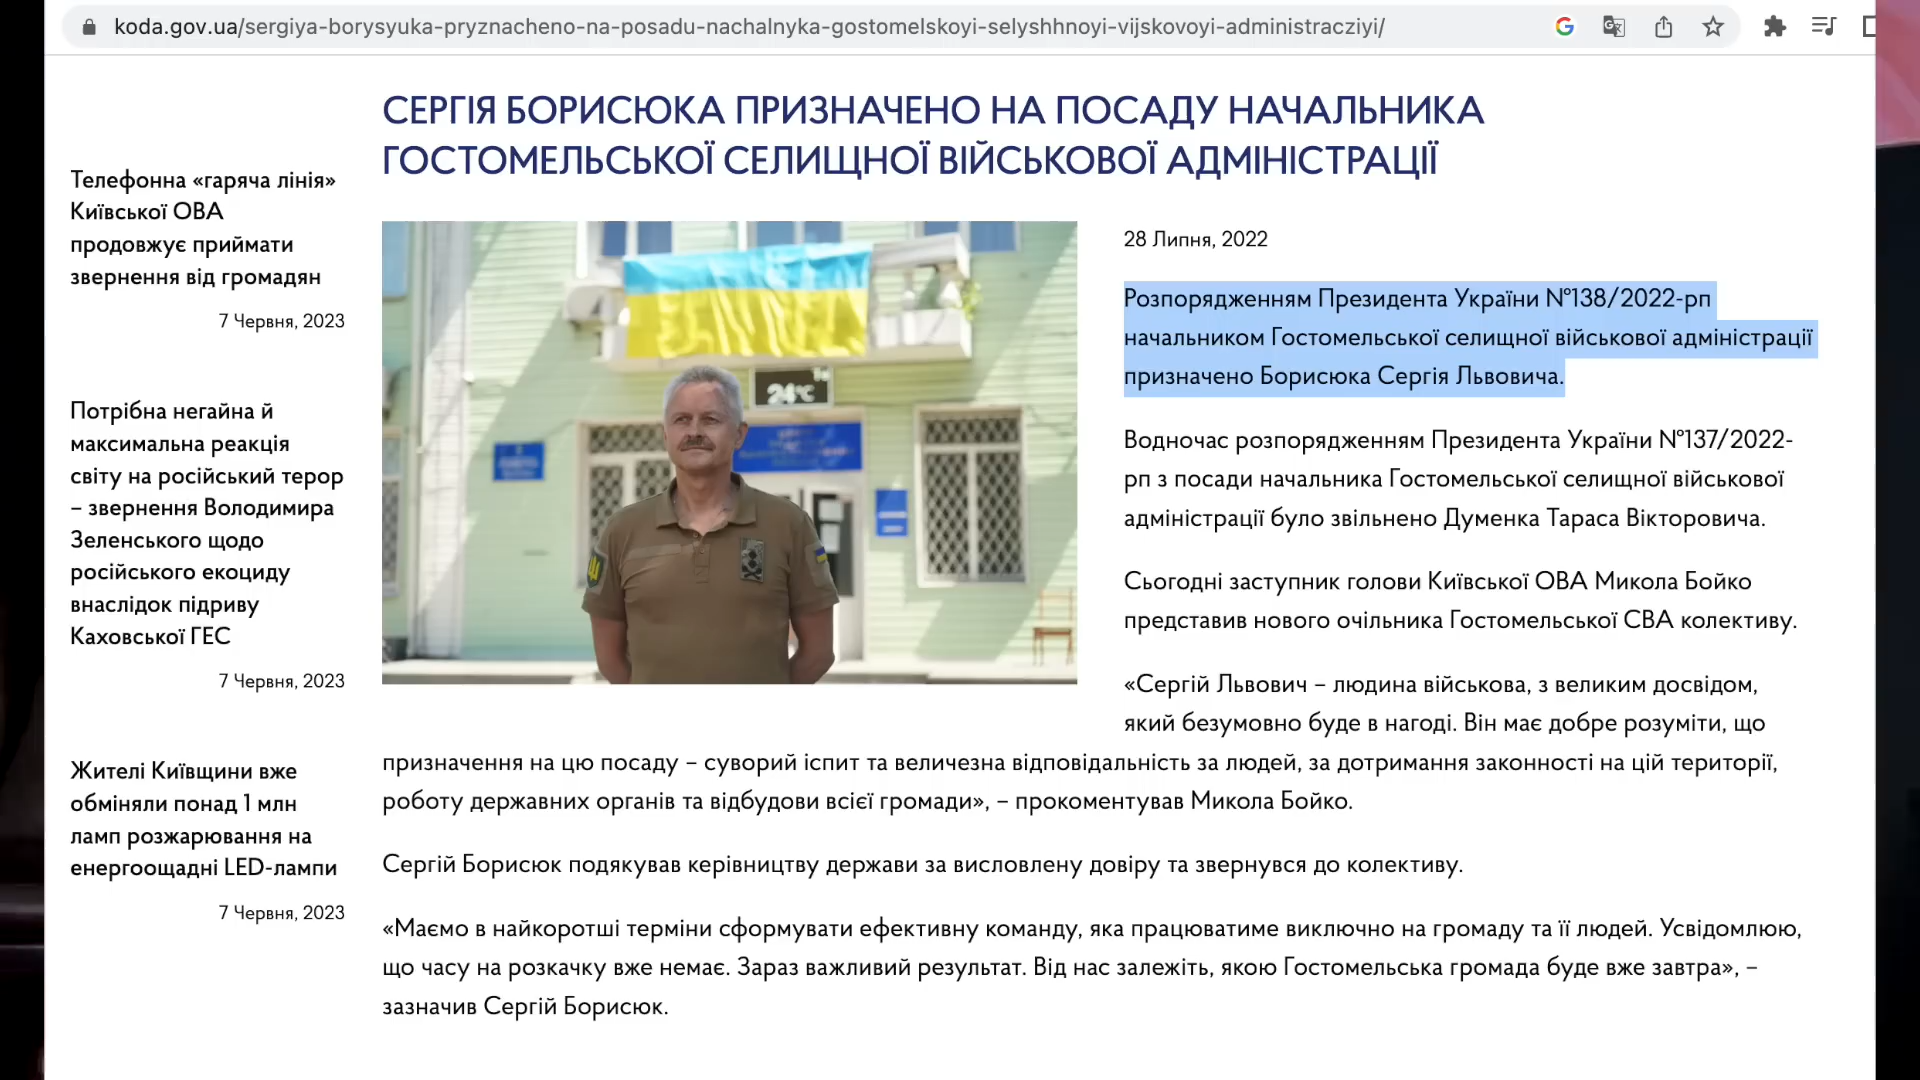 koda.gov.ua/sergiya-borysyuka-pryznacheno-na-posadu-nachalnyka-gostomelskoyi-selyshhnoyi-vijskovoyi-administracziyi/
СЕРГІЯ БОРИСЮКА ПРИЗНАЧЕНО НА ПОСАДУ НАЧАЛЬНИКА
ГОСТОМЕЛЬСЬКОЇ СЕЛИЩНОЇ ВІЙСЬКОВОЇ АДМІНІСТРАЦІЇ
Телефонна «гаряча лінія»
Київської ОВА
продовжує приймати
звернення від громадян
7 Червня, 2023
Потрібна негайна й
максимальна реакція
світу на російський терор
– звернення Володимира
Зеленського щодо
російського екоциду
внаслідок підриву
Каховської ГЕС
7 Червня, 2023
Жителі Київщини вже
обміняли понад 1 млн
ламп розжарювання на
енергоощадні LED-лампи
7 Червня, 2023
24°C
28 Липня, 2022
Розпорядженням Президента України №138/2022-рп
начальником Гостомельської селищної військової адміністрації
призначено Борисюка Сергія Львовича.
Водночас розпорядженням Президента України №137/2022-
рп з посади начальника Гостомельської селищної військової
адміністрації було звільнено Думенка Тараса Вікторовича.
Сьогодні заступник голови Київської ОВА Микола Бойко
представив нового очільника Гостомельської СВА колективу.
«Сергій Львович – людина військова, з великим досвідом,
який безумовно буде в нагоді. Він має добре розуміти, що
призначення на цю посаду – суворий іспит та величезна відповідальність за людей, за дотримання законності на цій території,
роботу державних органів та відбудови всієї громади», – прокоментував Микола Бойко.
Сергій Борисюк подякував керівництву держави за висловлену довіру та звернувся до колективу.
«Маємо в найкоротші терміни сформувати ефективну команду, яка працюватиме виключно на громаду та її людей. Усвідомлюю,
що часу на розкачку вже немає. Зараз важливий результат. Від нас залежіть, якою Гостомельська громада буде вже завтра», –
зазначив Сергій Борисюк.